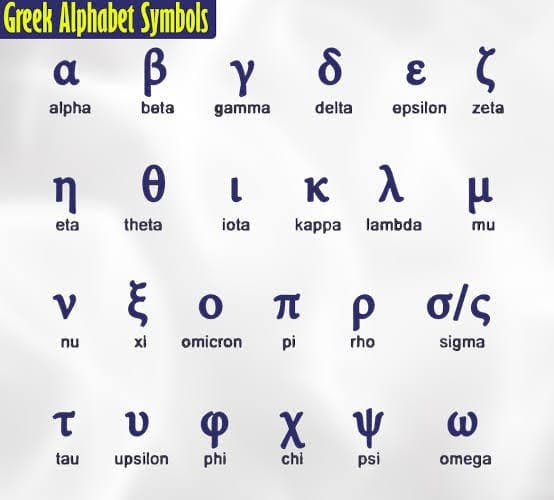 Greek Alphabet Symbols
α β γ δ ε ζ
alpha beta gamma delta epsilon zeta
η θ ι κ λ μ
eta theta iota kappa lambda mu
ν ξ ο π ρ σ/ς
nu xi omicron pi rho sigma
τ υ φ χ ψ ω
tau upsilon phi chi psi omega